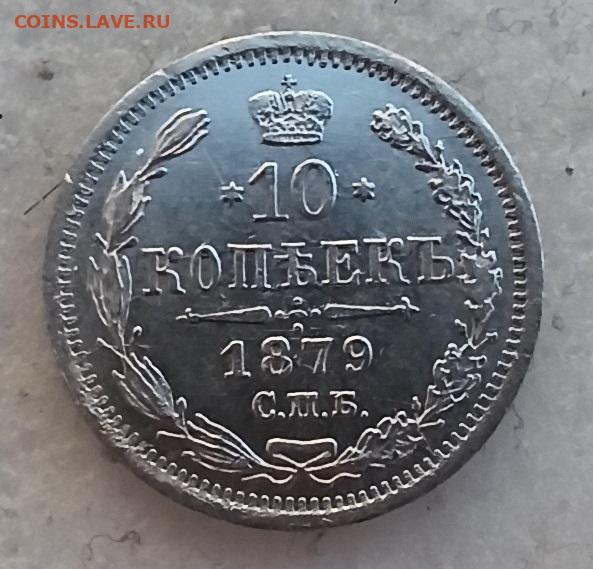 COINS.LAVE.RU
*10*
КОПѢЕКЪ
1879
С.П.Б.